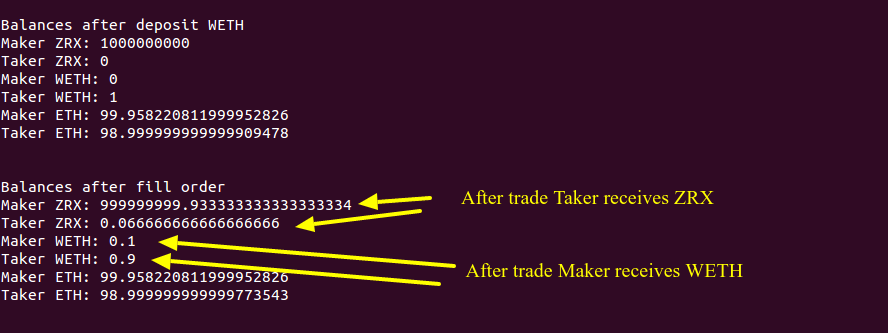 Balances after deposit WETH
Maker ZRX: 1000000000
Taker ZRX: 0
Maker WETH: 0
Taker WETH: 1
Maker ETH: 99.958220811999952826
Taker ETH: 98.999999999999909478
Balances after fill order
Maker ZRX: 999999999.933333333333333334
After trade Taker receives ZRX
Taker ZRX: 0.066666666666666666
Maker WETH: 0.1
Taker WETH: 0.9
After trade Maker receives WETH
Maker ETH: 99.958220811999952826
Taker ETH: 98.999999999999773543